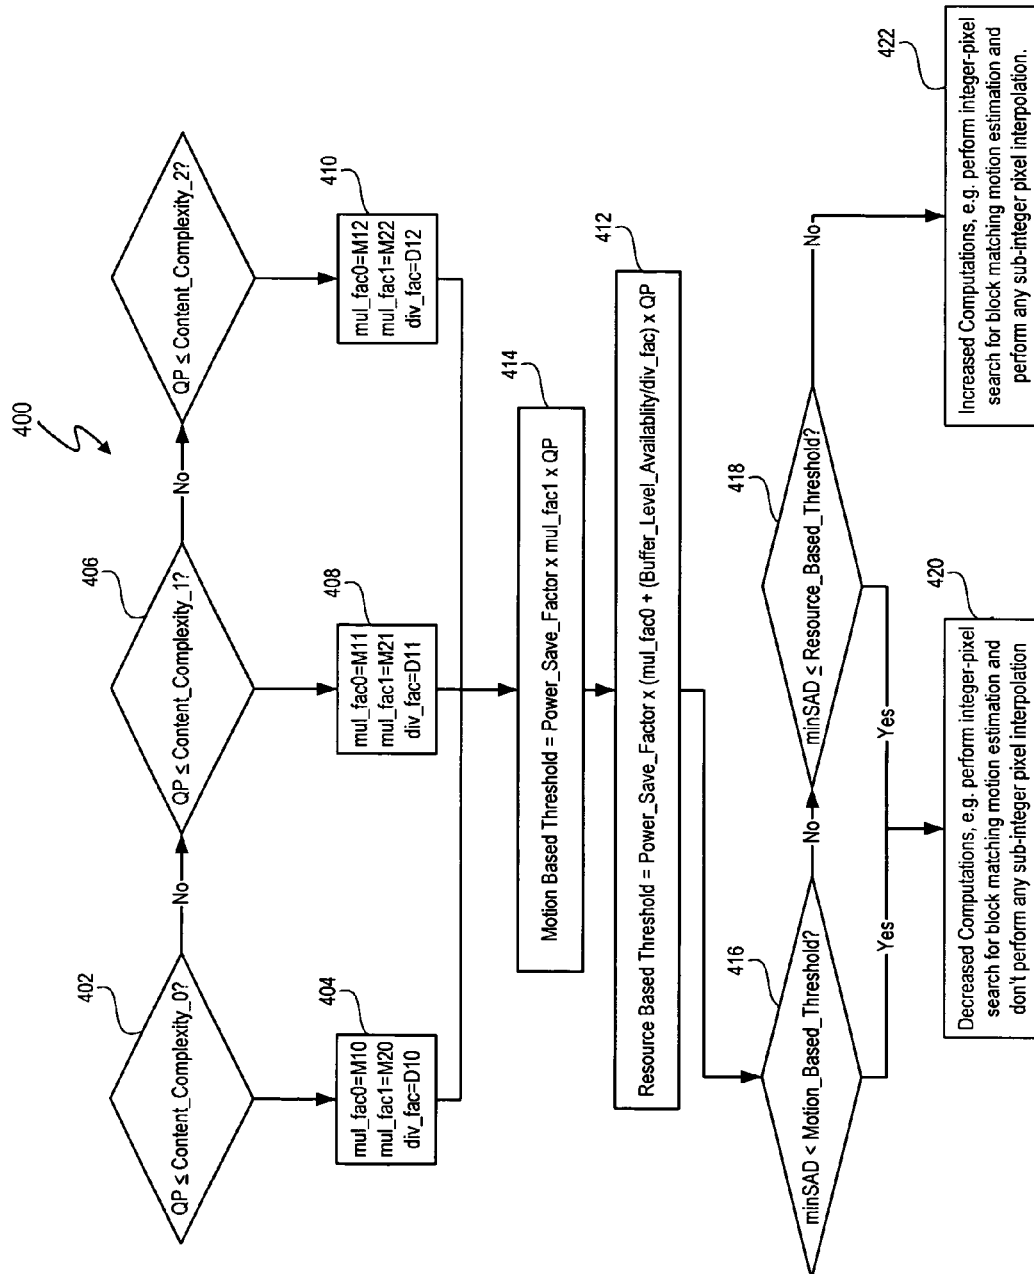 400
402
QP ≤ Content_Complexity_0?
No
406
QP ≤ Content_Complexity_1?
No
QP ≤ Content_Complexity_2?
404
mul_fac0=M10
mul_fac1=M20
div_fac=D10
408
mul_fac0=M11
mul_fac1=M21
div_fac=D11
410
mul_fac0=M12
mul_fac1=M22
div_fac=D12
414
Motion Based Threshold = Power_Save_Factor x mul_fac1 x QP
412
Resource Based Threshold = Power_Save_Factor x (mul_fac0 + (Buffer_Level_Availablity/div_fac) x QP
416
minSAD < Motion_Based_Threshold?
No
418
minSAD ≤ Resource_Based_Threshold?
No
Yes
Yes
420
Decreased Computations, e.g. perform integer-pixel
search for block matching motion estimation and
don't perform any sub-integer pixel interpolation
422
Increased Computations, e.g. perform integer-pixel
search for block matching motion estimation and
perform any sub-integer pixel interpolation.